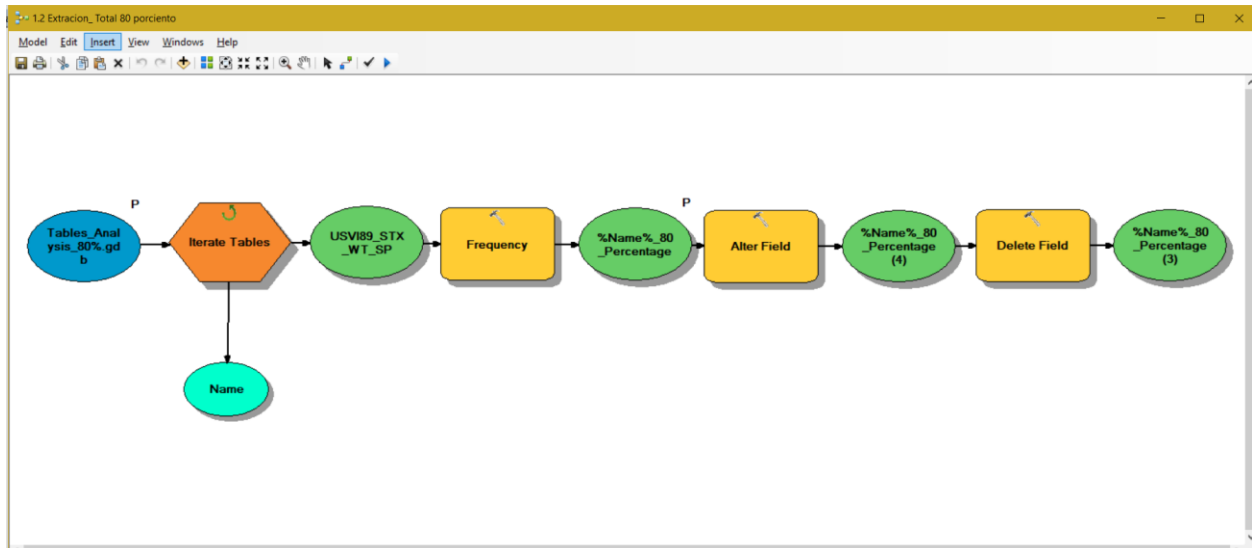 1.2 Extracion_ Total 80 porciento
Model Edit Insert View Windows Help
P
P
Tables_Anal
ysis_80%.gd
b
Iterate Tables
USVI89_STX
_WT_SP
Frequency
%Name%_80
_Percentage
Alter Field
%Name%_80
_Percentage
(4)
Delete Field
%Name%_80
_Percentage
(3)
Name